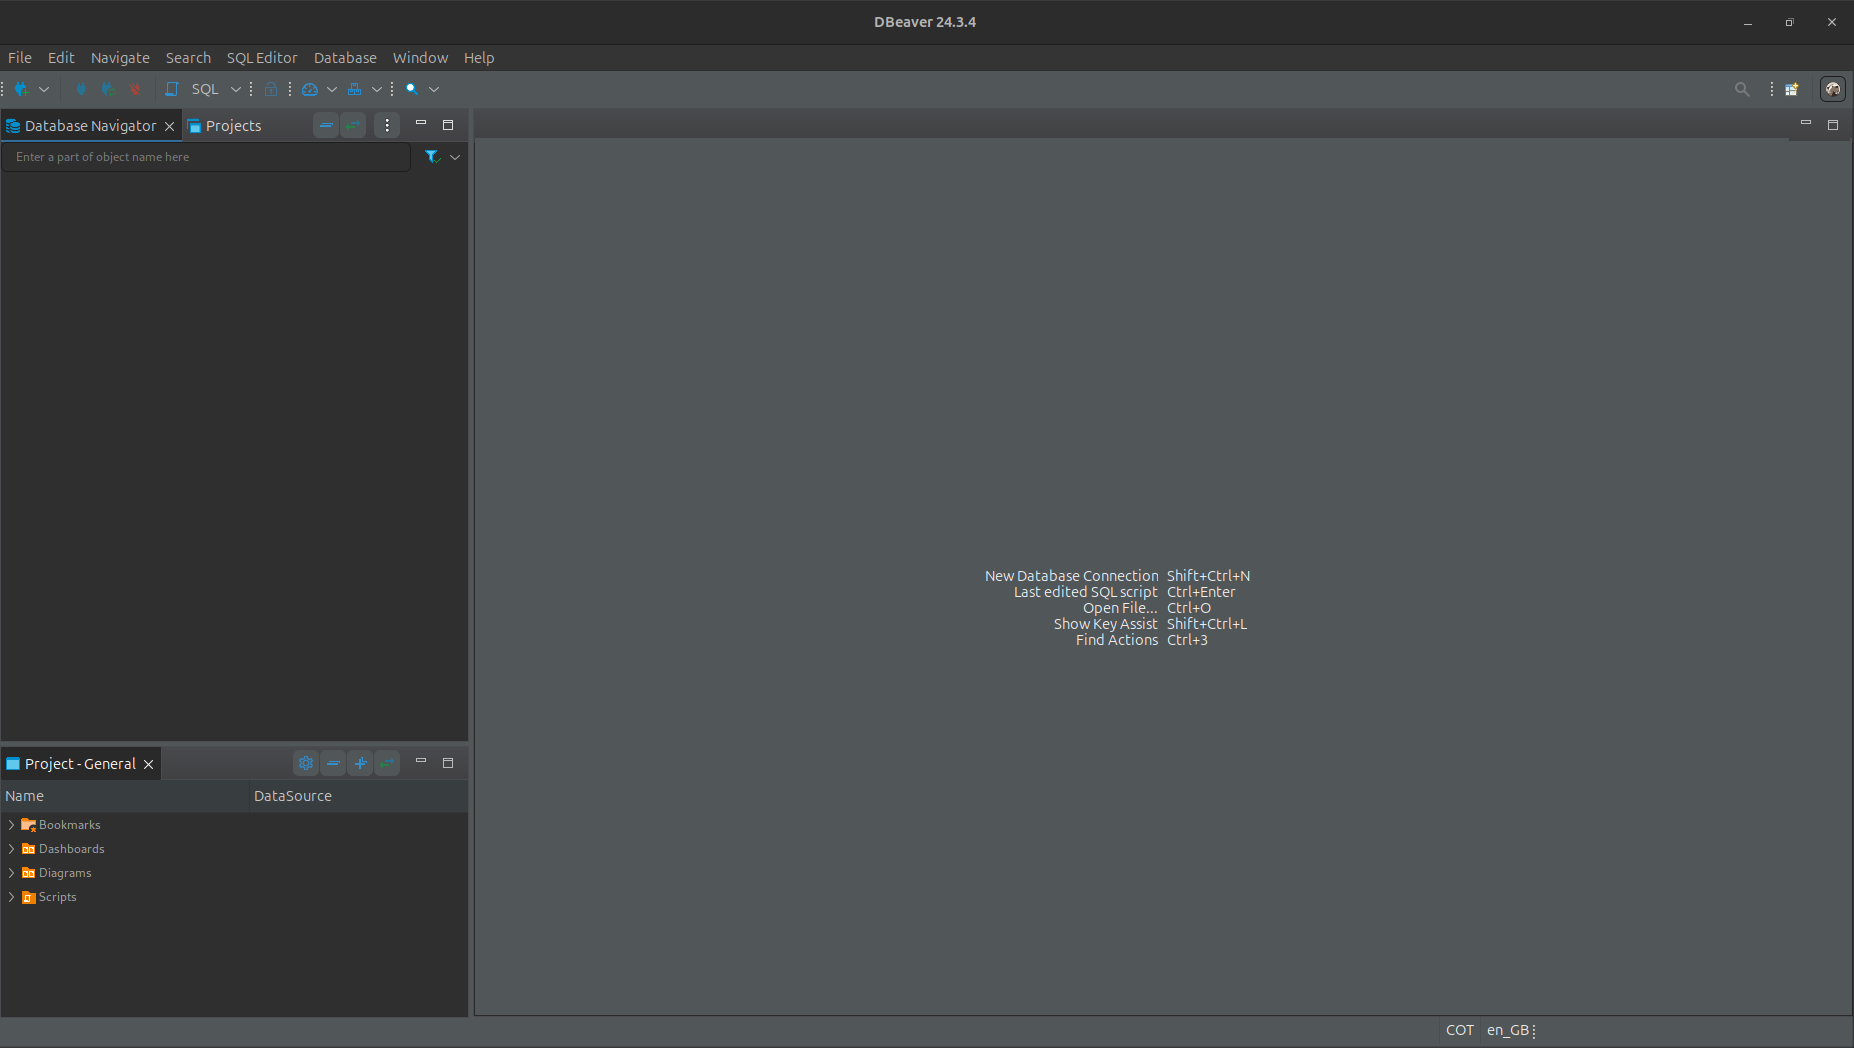 DBeaver 24.3.4
File Edit Navigate Search SQL Editor Database Window Help
SQL
Database Navigator Projects
Enter a part of object name here
New Database Connection Shift+Ctrl+N
Last edited SQL script Ctrl+Enter
Open File... Ctrl+O
Show Key Assist Shift+Ctrl+L
Find Actions Ctrl+3
Project - General
Name DataSource
Bookmarks
Dashboards
Diagrams
Scripts
COT en_GB